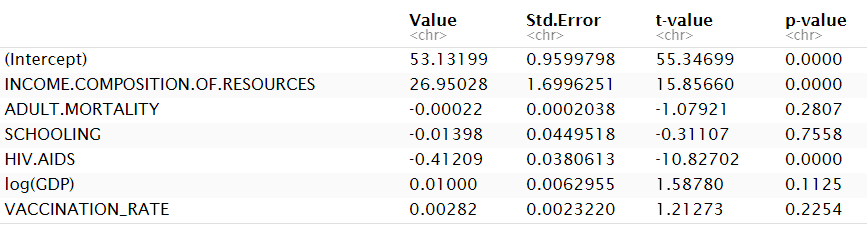 Value Std.Error t-value p-value
<chr> <chr> <chr> <chr>
(Intercept) 53.13199 0.9599798 55.34699 0.0000
INCOME.COMPOSITION.OF.RESOURCES 26.95028 1.6996251 15.85660 0.0000
ADULT.MORTALITY -0.00022 0.0002038 -1.07921 0.2807
SCHOOLING -0.01398 0.0449518 -0.31107 0.7558
HIV.AIDS -0.41209 0.0380613 -10.82702 0.0000
log(GDP) 0.01000 0.0062955 1.58780 0.1125
VACCINATION_RATE 0.00282 0.0023220 1.21273 0.2254